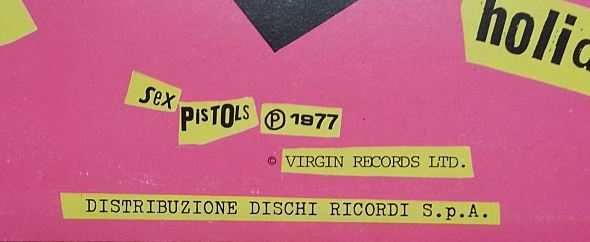 holid
sex
PISTOLS ℗ 1977
© VIRGIN RECORDS LTD.
DISTRIBUZIONE DISCHI RICORDI S.p.A.